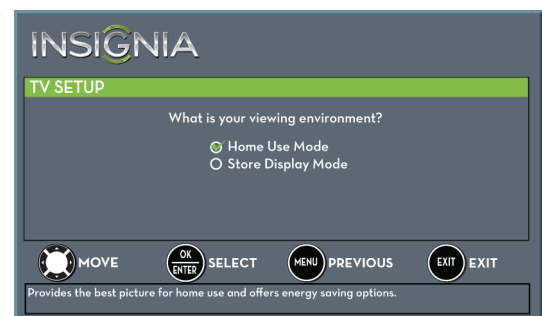 INSIGNIA
TV SETUP
What is your viewing environment?
Home Use Mode
Store Display Mode
MOVE OK ENTER SELECT MENU PREVIOUS EXIT EXIT
Provides the best picture for home use and offers energy saving options.